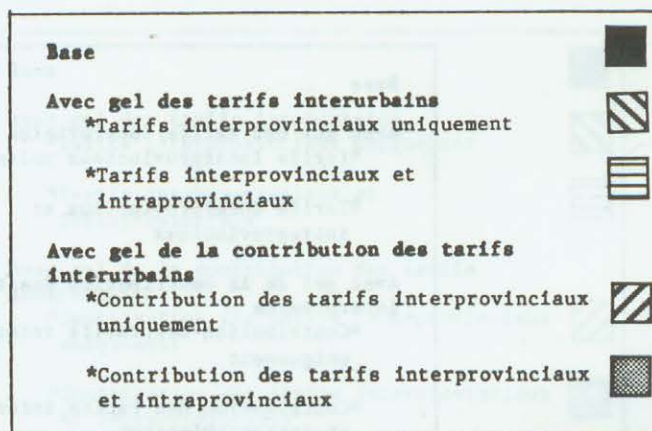 Base
Avec gel des tarifs interurbains
*Tarifs interprovinciaux uniquement
*Tarifs interprovinciaux et
intraprovinciaux
Avec gel de la contribution des tarifs
interurbains
*Contribution des tarifs interprovinciaux
uniquement
*Contribution des tarifs interprovinciaux
et intraprovinciaux